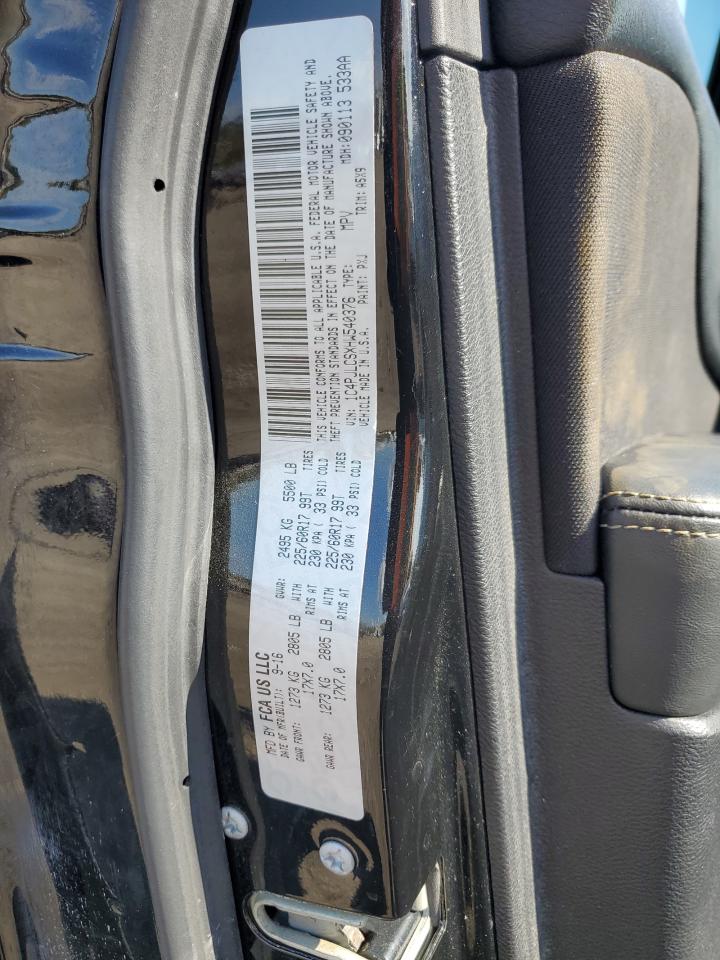 MFD BY FCA US LLC
DATE OF MFR(BUILT): 9-16 GVWR: 2495 KG 5500 LB
GAWR FRONT: 1273 KG 2805 LB WITH 225/60R17 99T TIRES
17X7.0 RIMS AT 230 KPA ( 33 PSI) COLD
GAWR REAR: 1273 KG 2805 LB WITH 225/60R17 99T TIRES
17X7.0 RIMS AT 230 KPA ( 33 PSI) COLD
THIS VEHICLE CONFORMS TO ALL APPLICABLE U.S.A. FEDERAL MOTOR VEHICLE SAFETY AND
THEFT PREVENTION STANDARDS IN EFFECT ON THE DATE OF MANUFACTURE SHOWN ABOVE.
VIN: 1C4PJLCSXHW540376 TYPE: MPV MDH: 090113 533AA
VEHICLE MADE IN U.S.A. PAINT: PXJ TRIM: A5X9